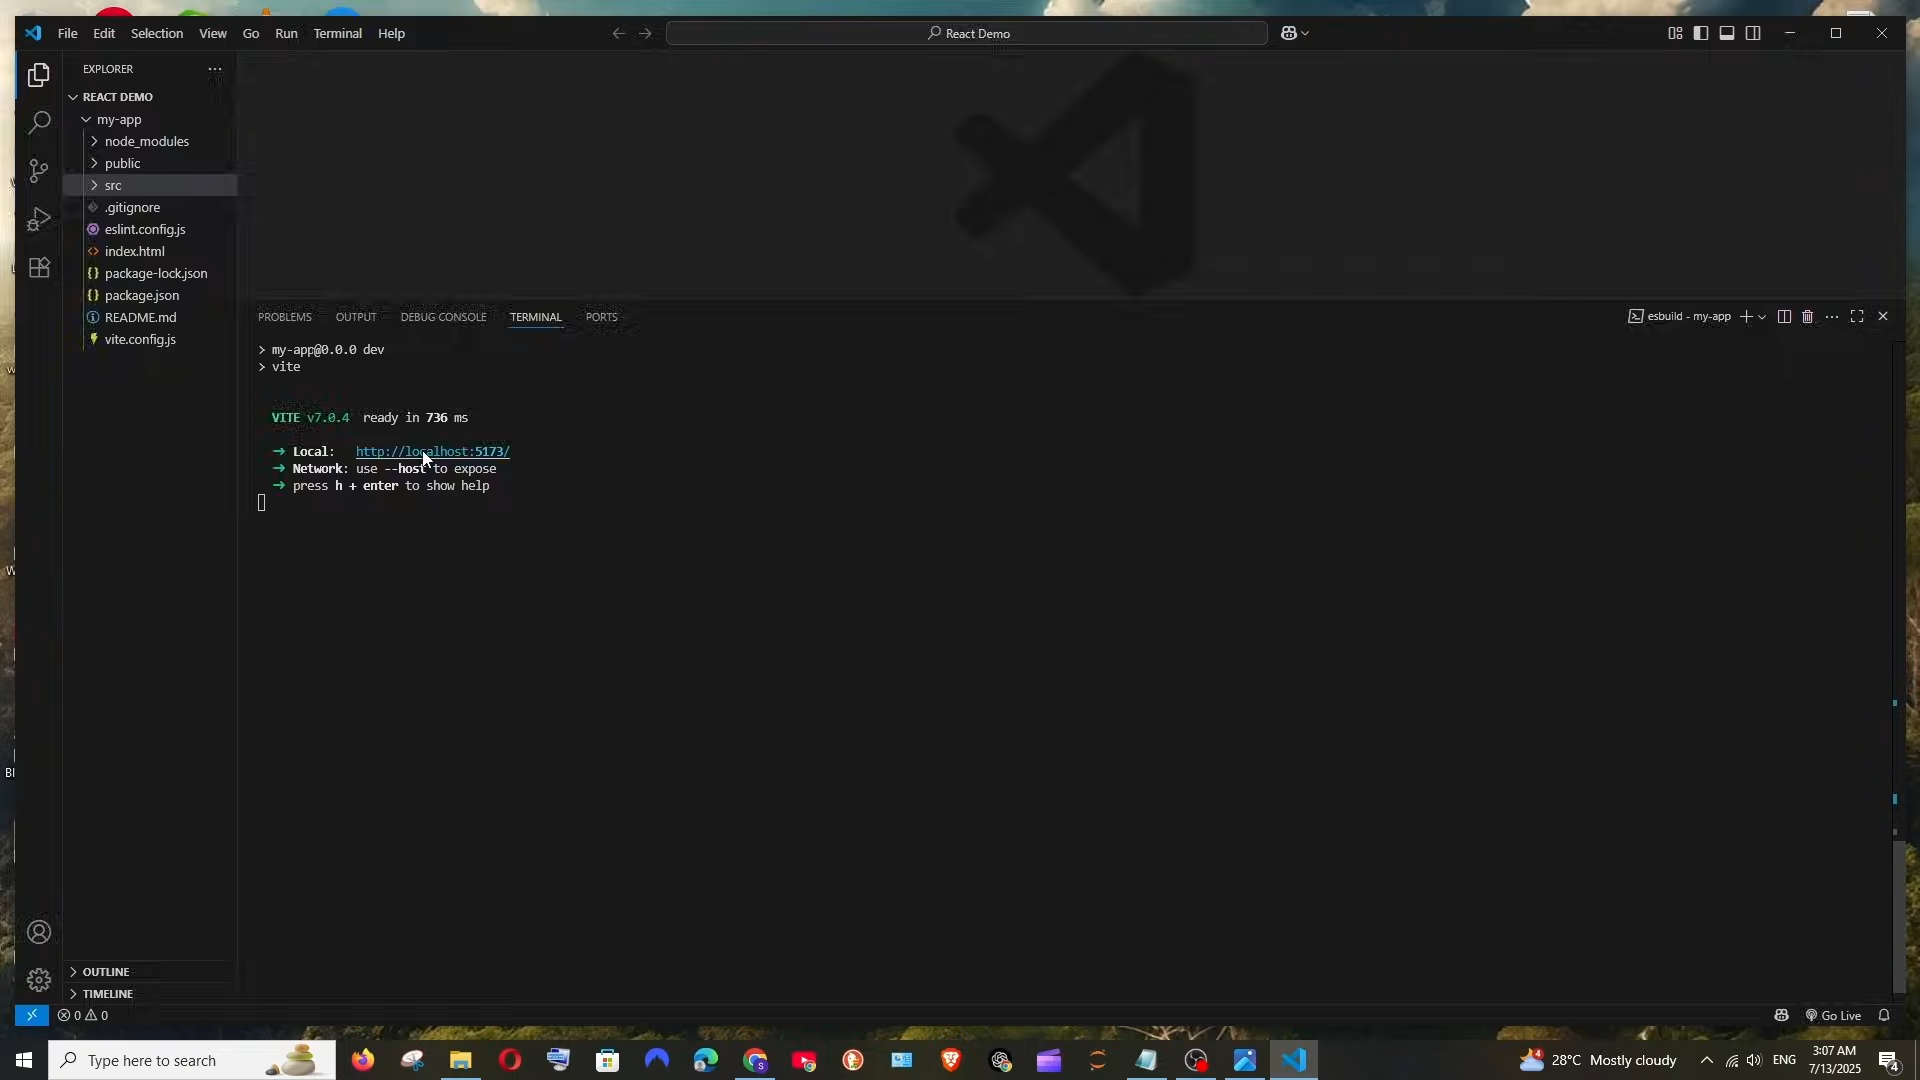 File Edit Selection View Go Run Terminal Help
React Demo
EXPLORER
REACT DEMO
my-app
node_modules
public
src
.gitignore
eslint.config.js
index.html
package-lock.json
package.json
README.md
vite.config.js
PROBLEMS OUTPUT DEBUG CONSOLE TERMINAL PORTS
esbuild - my-app
> my-app@0.0.0 dev
> vite
VITE v7.0.4 ready in 736 ms
➜ Local: http://localhost:5173/
➜ Network: use --host to expose
➜ press h + enter to show help
OUTLINE
TIMELINE
0 0
Go Live
Type here to search
4
28°C Mostly cloudy
ENG
3:07 AM
7/13/2025
4